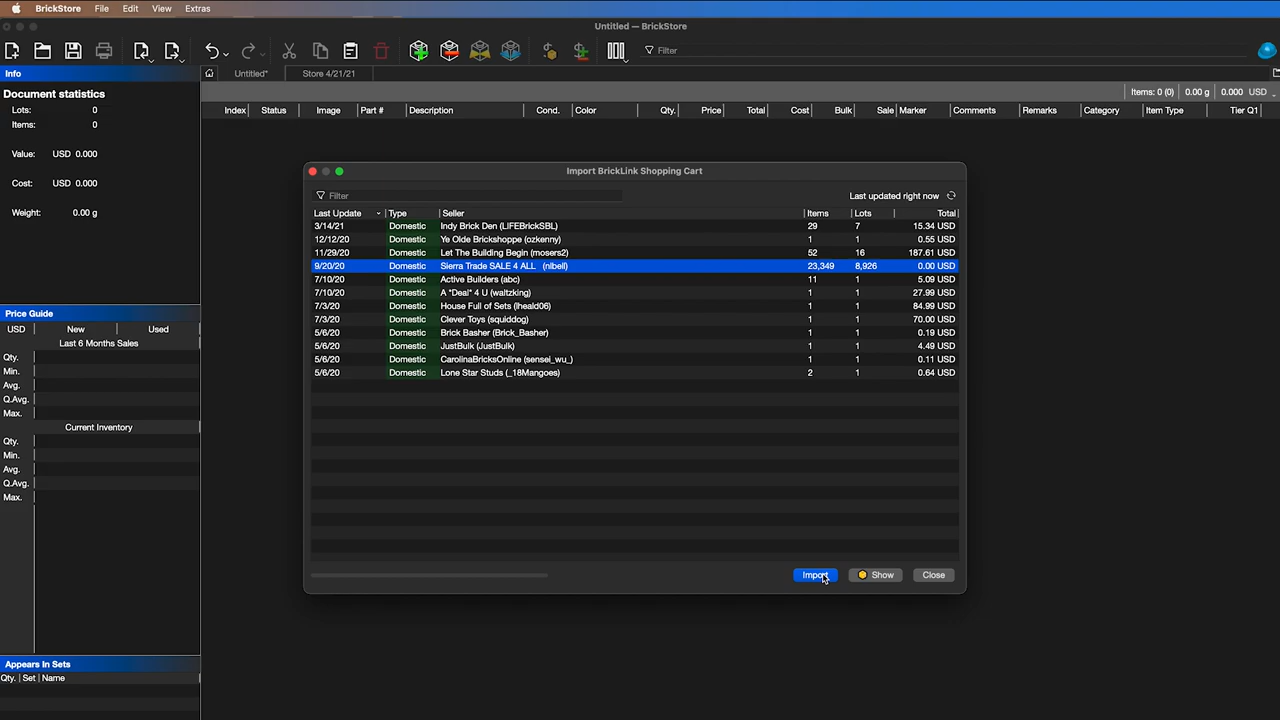 BrickStore File Edit View Extras
Untitled — BrickStore
Filter
Info
Untitled* Store 4/21/21
Document statistics
Lots: 0
Items: 0
Value: USD 0.000
Cost: USD 0.000
Weight: 0.00 g
Items: 0 (0) 0.00 g 0.000 USD
Index Status Image Part # Description Cond. Color Qty. Price Total Cost Bulk Sale Marker Comments Remarks Category Item Type Tier Q1
Import BrickLink Shopping Cart
Filter Last updated right now
Last Update Type Seller Items Lots Total
3/14/21 Domestic Indy Brick Den (LIFEBrickSBL) 29 7 15.34 USD
12/12/20 Domestic Ye Olde Brickshoppe (ozkenny) 1 1 0.55 USD
11/29/20 Domestic Let The Building Begin (mosers2) 52 16 187.61 USD
9/20/20 Domestic Sierra Trade SALE 4 ALL (nlbell) 23,349 8,926 0.00 USD
7/10/20 Domestic Active Builders (abc) 11 1 5.09 USD
7/10/20 Domestic A *Deal* 4 U (waltzking) 1 1 27.99 USD
7/3/20 Domestic House Full of Sets (lheald06) 1 1 84.99 USD
7/3/20 Domestic Clever Toys (squiddog) 1 1 70.00 USD
5/6/20 Domestic Brick Basher (Brick_Basher) 1 1 0.19 USD
5/6/20 Domestic JustBulk (JustBulk) 1 1 4.49 USD
5/6/20 Domestic CarolinaBricksOnline (sensei_wu_) 1 1 0.11 USD
5/6/20 Domestic Lone Star Studs (_18Mangoes) 2 1 0.64 USD
Import Show Close
Price Guide
USD New Used
Last 6 Months Sales
Qty.
Min.
Avg.
Q.Avg.
Max.
Current Inventory
Qty.
Min.
Avg.
Q.Avg.
Max.
Appears In Sets
Qty. Set Name